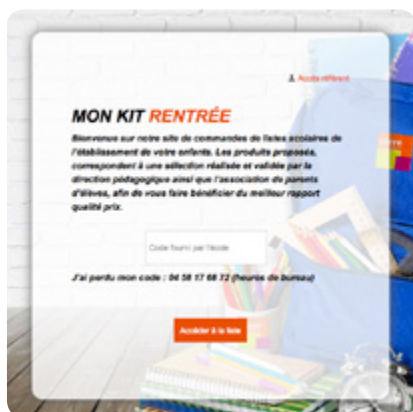 Accès référent
MON KIT RENTRÉE
Bienvenue sur notre site de commandes de listes scolaires de
l'établissement de votre enfants. Les produits proposés,
correspondent à une sélection réalisée et validée par la
direction pédagogique ainsi que l'association de parents
d'élèves, afin de vous faire bénéficier du meilleur rapport
qualité prix.
Code fourni par l'école
J'ai perdu mon code : 04 56 17 68 72 (heures de bureau)
Accéder à la liste